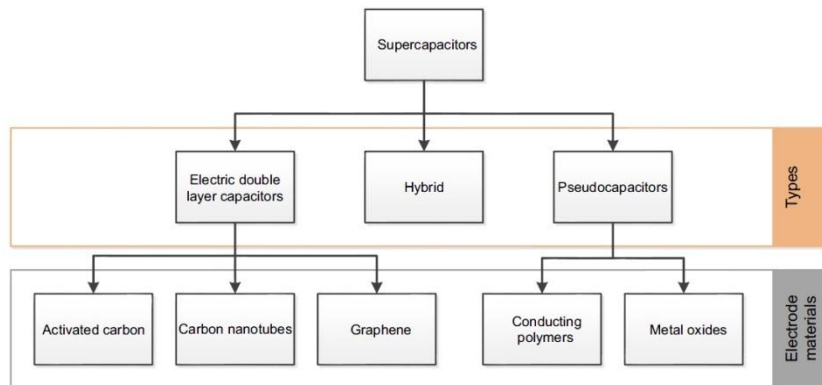 Supercapacitors
Electric double
layer capacitors
Hybrid
Pseudocapacitors
Types
Activated carbon
Carbon nanotubes
Graphene
Conducting
polymers
Metal oxides
Electrode
materials